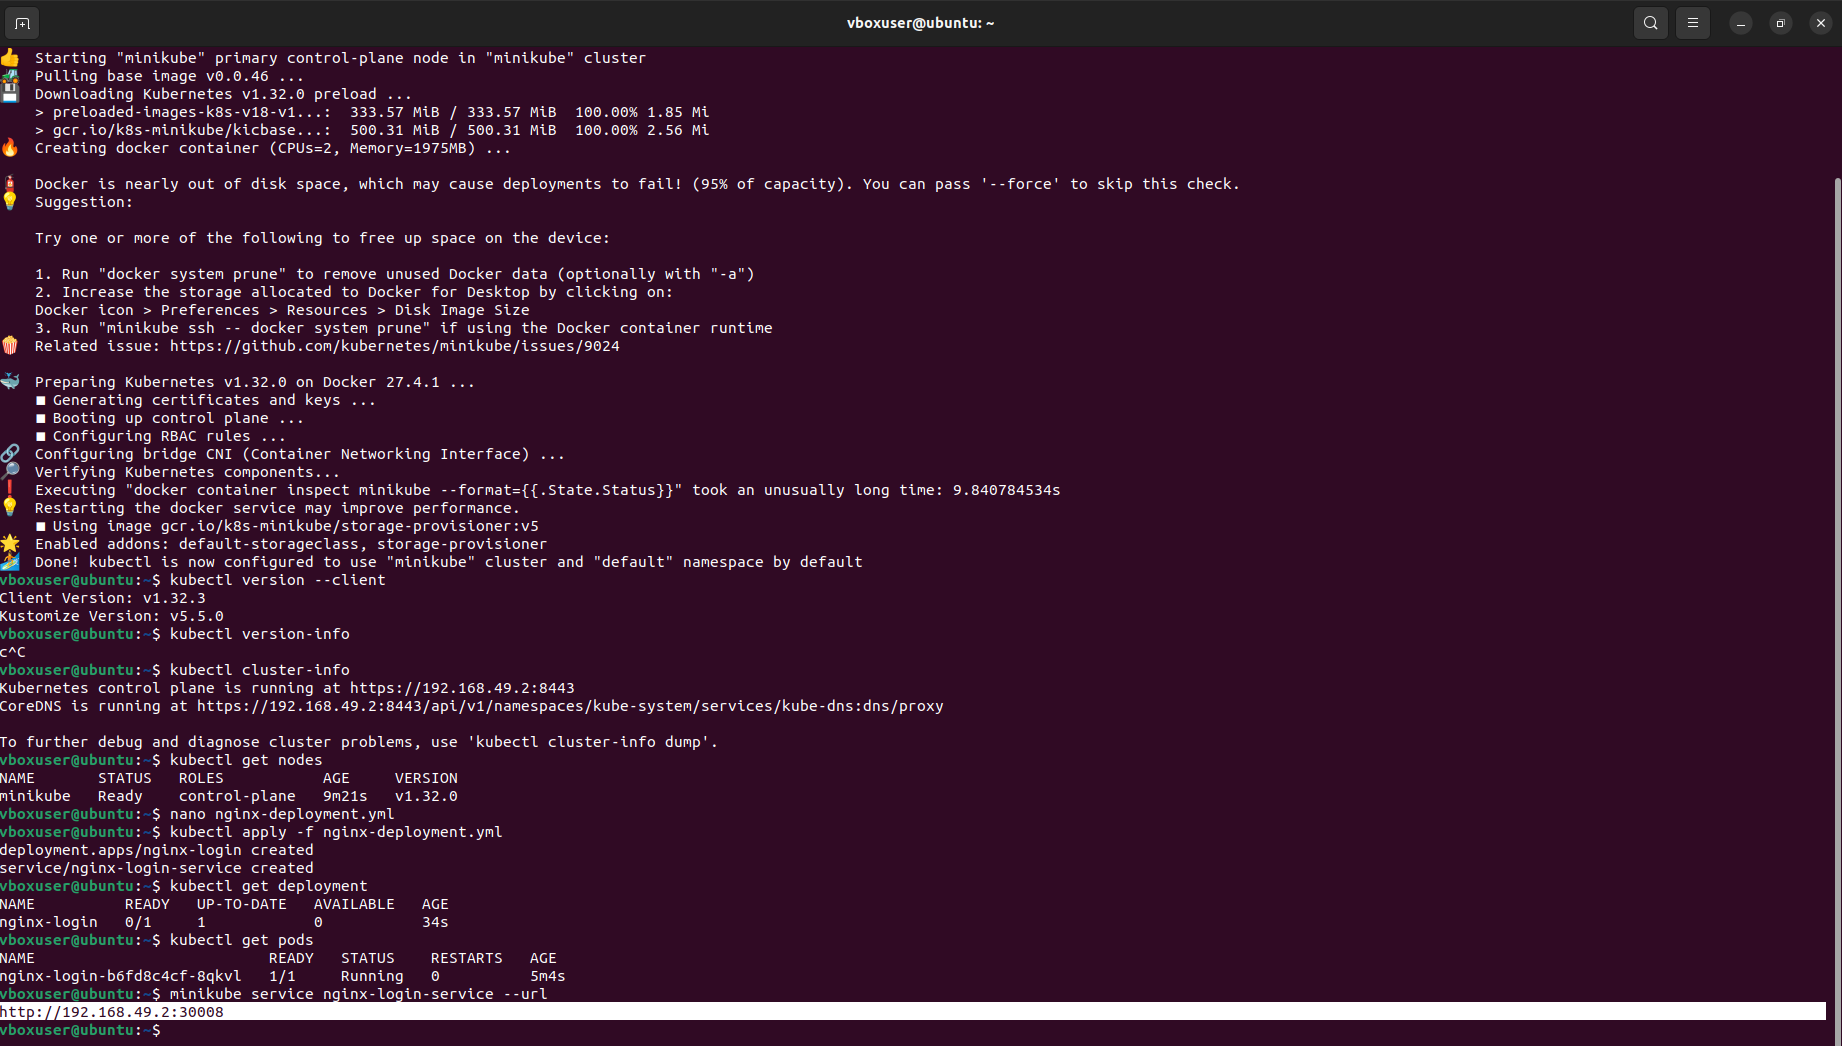 vboxuser@ubuntu: ~
Starting "minikube" primary control-plane node in "minikube" cluster
Pulling base image v0.0.46 ...
Downloading Kubernetes v1.32.0 preload ...
> preloaded-images-k8s-v18-v1...:  333.57 MiB / 333.57 MiB  100.00% 1.85 Mi
> gcr.io/k8s-minikube/kicbase...:  500.31 MiB / 500.31 MiB  100.00% 2.56 Mi
Creating docker container (CPUs=2, Memory=1975MB) ...
Docker is nearly out of disk space, which may cause deployments to fail! (95% of capacity). You can pass '--force' to skip this check.
Suggestion:
Try one or more of the following to free up space on the device:
1. Run "docker system prune" to remove unused Docker data (optionally with "-a")
2. Increase the storage allocated to Docker for Desktop by clicking on:
Docker icon > Preferences > Resources > Disk Image Size
3. Run "minikube ssh -- docker system prune" if using the Docker container runtime
Related issue: https://github.com/kubernetes/minikube/issues/9024
Preparing Kubernetes v1.32.0 on Docker 27.4.1 ...
■ Generating certificates and keys ...
■ Booting up control plane ...
■ Configuring RBAC rules ...
Configuring bridge CNI (Container Networking Interface) ...
Verifying Kubernetes components...
Executing "docker container inspect minikube --format={{.State.Status}}" took an unusually long time: 9.840784534s
Restarting the docker service may improve performance.
■ Using image gcr.io/k8s-minikube/storage-provisioner:v5
Enabled addons: default-storageclass, storage-provisioner
Done! kubectl is now configured to use "minikube" cluster and "default" namespace by default
vboxuser@ubuntu:~$ kubectl version --client
Client Version: v1.32.3
Kustomize Version: v5.5.0
vboxuser@ubuntu:~$ kubectl version-info
c^C
vboxuser@ubuntu:~$ kubectl cluster-info
Kubernetes control plane is running at https://192.168.49.2:8443
CoreDNS is running at https://192.168.49.2:8443/api/v1/namespaces/kube-system/services/kube-dns:dns/proxy
To further debug and diagnose cluster problems, use 'kubectl cluster-info dump'.
vboxuser@ubuntu:~$ kubectl get nodes
NAME       STATUS   ROLES           AGE     VERSION
minikube   Ready    control-plane   9m21s   v1.32.0
vboxuser@ubuntu:~$ nano nginx-deployment.yml
vboxuser@ubuntu:~$ kubectl apply -f nginx-deployment.yml
deployment.apps/nginx-login created
service/nginx-login-service created
vboxuser@ubuntu:~$ kubectl get deployment
NAME          READY   UP-TO-DATE   AVAILABLE   AGE
nginx-login   0/1     1            0           34s
vboxuser@ubuntu:~$ kubectl get pods
NAME                          READY   STATUS    RESTARTS   AGE
nginx-login-b6fd8c4cf-8qkvl   1/1     Running   0          5m4s
vboxuser@ubuntu:~$ minikube service nginx-login-service --url
http://192.168.49.2:30008
vboxuser@ubuntu:~$